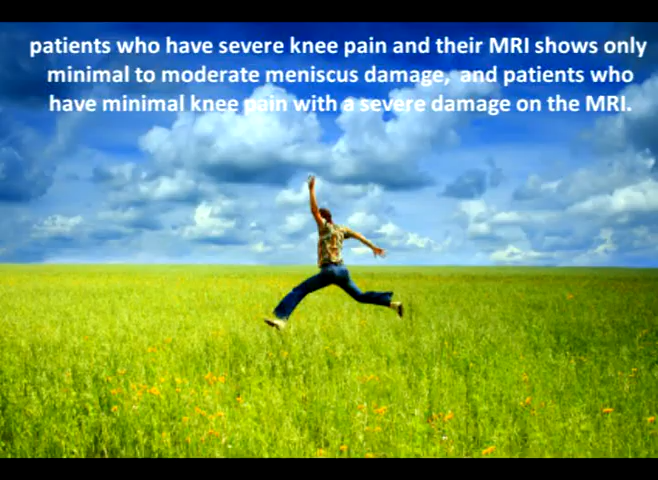 patients who have severe knee pain and their MRI shows only
minimal to moderate meniscus damage, and patients who
have minimal knee pain with a severe damage on the MRI.